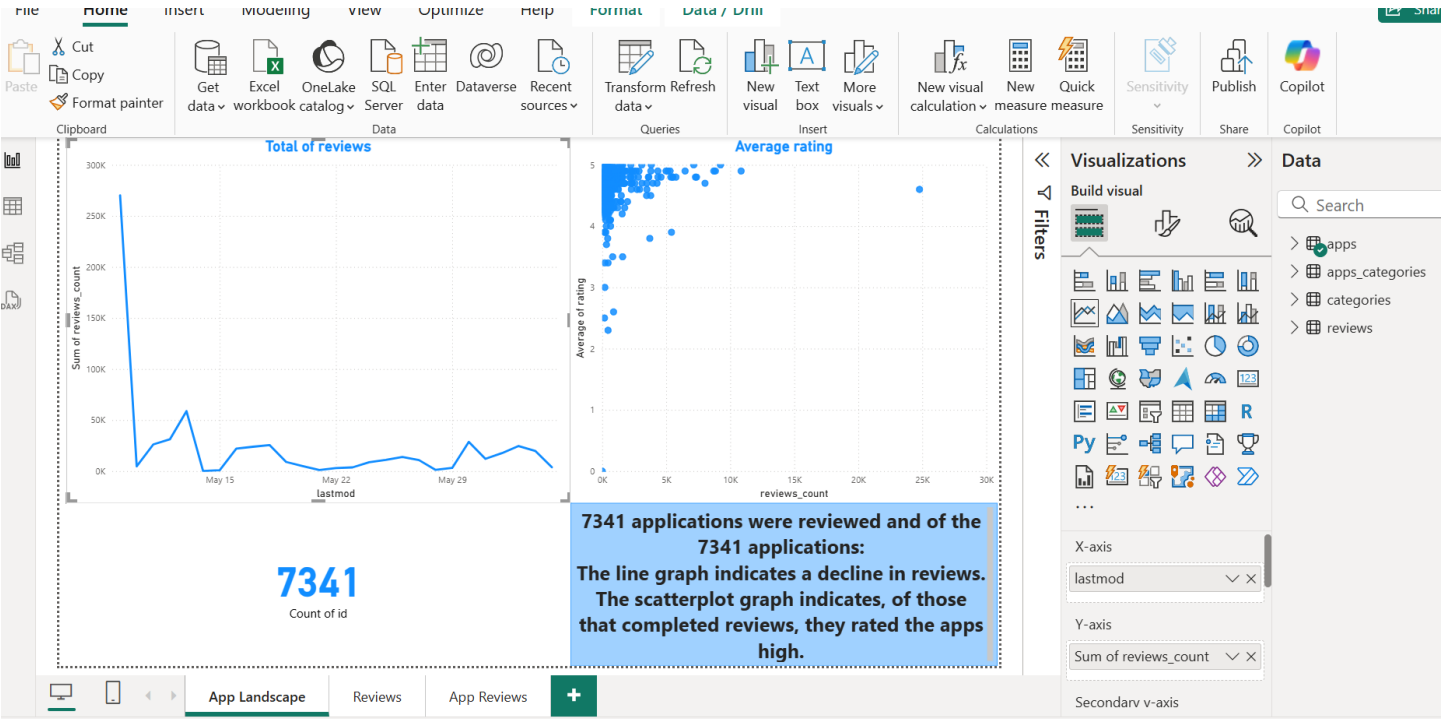 File Home Insert Modeling View Optimize Help Format Data / Drill Share
Paste
Cut
Copy
Format painter
Clipboard
Get data
Excel workbook
OneLake catalog
SQL Server
Enter data
Dataverse
Recent sources
Data
Transform data
Refresh
Queries
New visual
Text box
More visuals
Insert
New visual calculation
New measure
Quick measure
Calculations
Sensitivity
Sensitivity
Publish
Share
Copilot
Copilot
DAX
Total of reviews
Sum of reviews_count
300K
250K
200K
150K
100K
50K
0K
May 15 May 22 May 29
lastmod
Average rating
Average of rating
5
4
3
2
1
0
0K 5K 10K 15K 20K 25K 30K
reviews_count
7341
Count of id
7341 applications were reviewed and of the
7341 applications:
The line graph indicates a decline in reviews.
The scatterplot graph indicates, of those
that completed reviews, they rated the apps
high.
App Landscape Reviews App Reviews +
Filters
Visualizations
Build visual
123
R
Py
123
...
X-axis
lastmod
Y-axis
Sum of reviews_count
Secondary y-axis
Data
Search
apps
apps_categories
categories
reviews